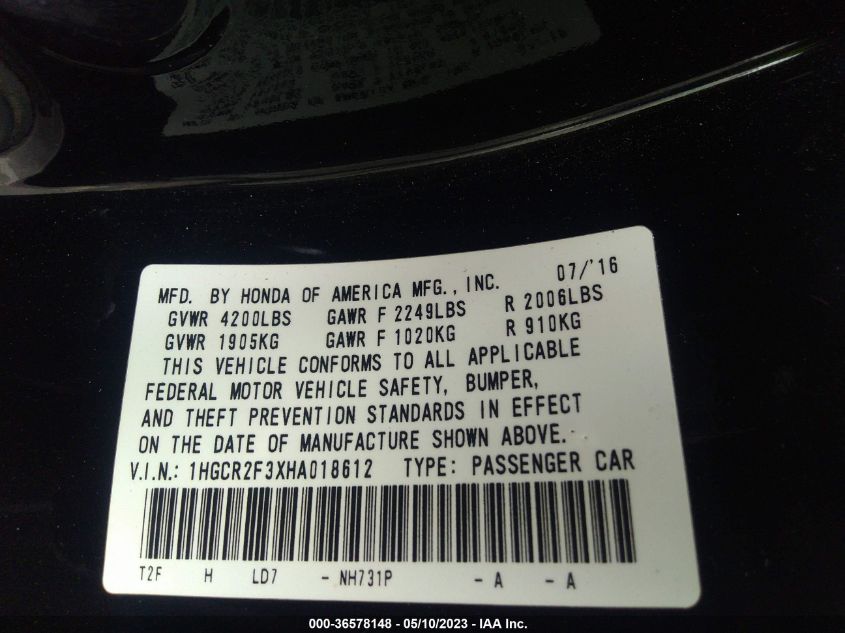 MFD. BY HONDA OF AMERICA MFG., INC. 07/'16
GVWR 4200LBS GAWR F 2249LBS R 2006LBS
GVWR 1905KG GAWR F 1020KG R 910KG
THIS VEHICLE CONFORMS TO ALL APPLICABLE
FEDERAL MOTOR VEHICLE SAFETY, BUMPER,
AND THEFT PREVENTION STANDARDS IN EFFECT
ON THE DATE OF MANUFACTURE SHOWN ABOVE.
V.I.N.: 1HGCR2F3XHA018612 TYPE: PASSENGER CAR
T2F H LD7 - NH731P - A - A
000-36578148 - 05/10/2023 - IAA Inc.